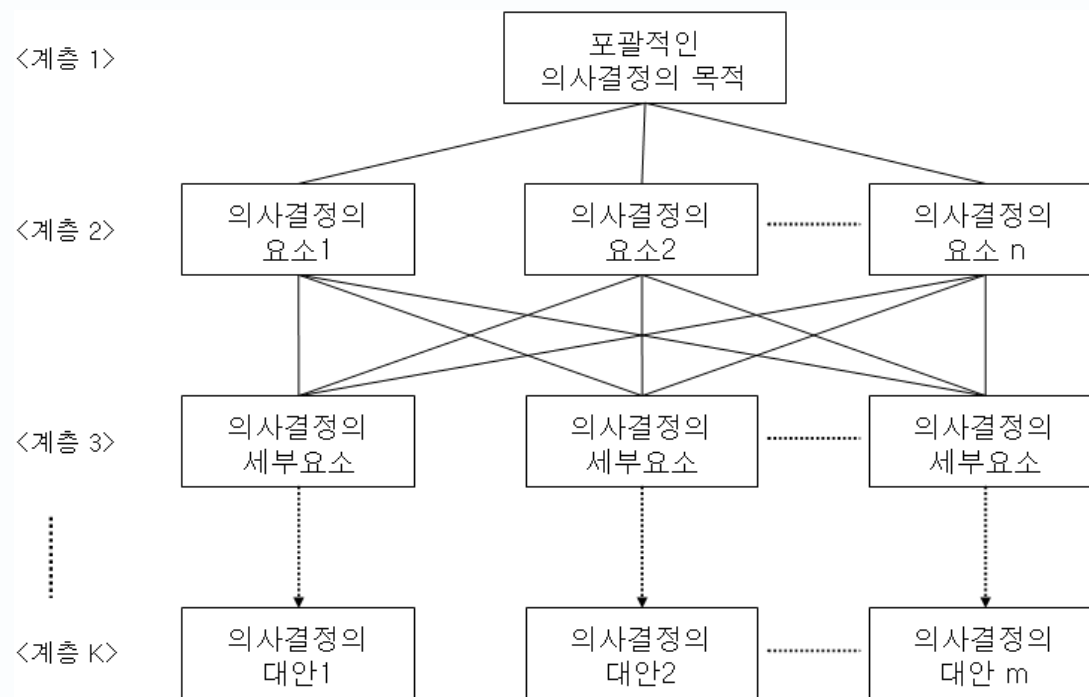 <계층 1>
포괄적인
의사결정의 목적
<계층 2>
의사결정의
요소1
의사결정의
요소2
의사결정의
요소 n
<계층 3>
의사결정의
세부요소
의사결정의
세부요소
의사결정의
세부요소
<계층 K>
의사결정의
대안1
의사결정의
대안2
의사결정의
대안 m